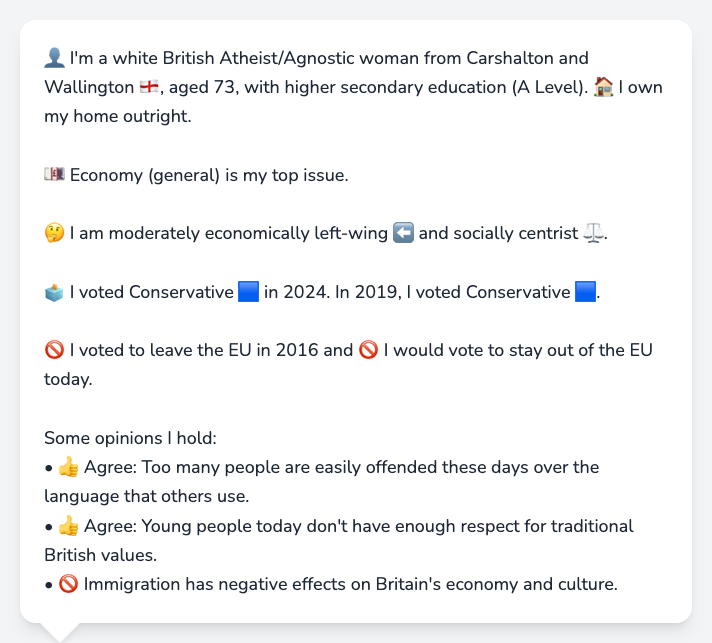 👤 I'm a white British Atheist/Agnostic woman from Carshalton and
Wallington 🏴󠁧󠁢󠁥󠁮󠁧󠁿, aged 73, with higher secondary education (A Level). 🏠 I own
my home outright.
💷 Economy (general) is my top issue.
🤔 I am moderately economically left-wing ⬅️ and socially centrist ⚖️.
🗳️ I voted Conservative 🟦 in 2024. In 2019, I voted Conservative 🟦.
🚫 I voted to leave the EU in 2016 and 🚫 I would vote to stay out of the EU
today.
Some opinions I hold:
• 👍 Agree: Too many people are easily offended these days over the
language that others use.
• 👍 Agree: Young people today don't have enough respect for traditional
British values.
• 🚫 Immigration has negative effects on Britain's economy and culture.